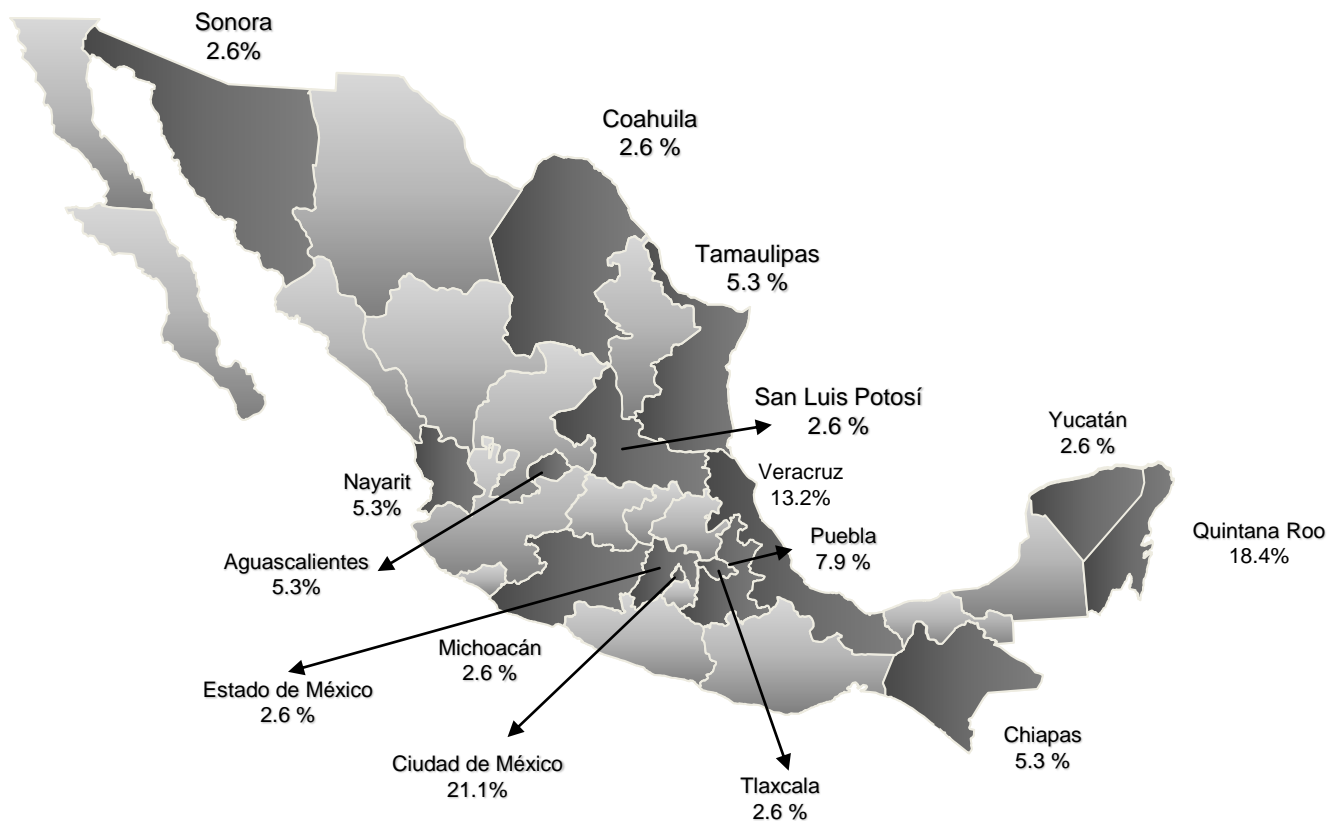 Sonora
2.6%
Coahuila
2.6 %
Tamaulipas
5.3 %
San Luis Potosí
2.6 %
Yucatán
2.6 %
Veracruz
13.2%
Nayarit
5.3%
Quintana Roo
18.4%
Puebla
7.9 %
Aguascalientes
5.3%
Michoacán
2.6 %
Estado de México
2.6 %
Chiapas
5.3 %
Ciudad de México
21.1%
Tlaxcala
2.6 %